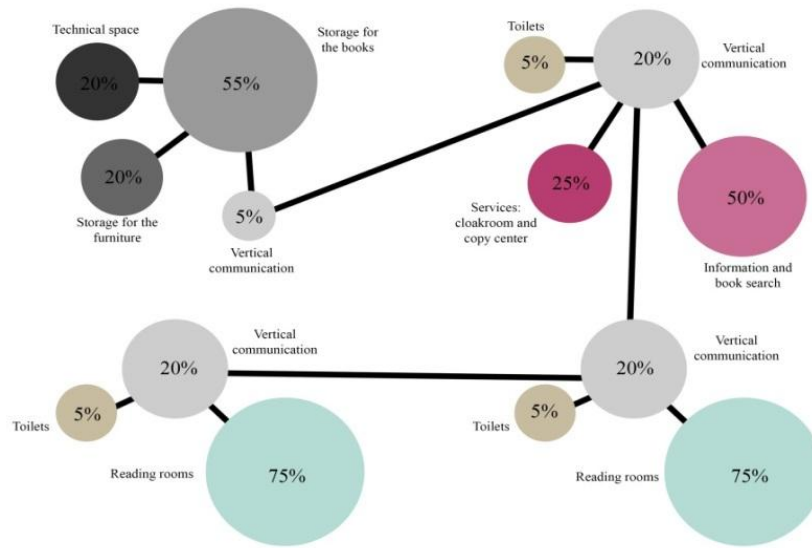 Technical space
20%
Storage for
the books
55%
20%
Storage for the
furniture
5%
Vertical
communication
Toilets
5%
20%
Vertical
communication
25%
Services:
cloakroom and
copy center
50%
Information and
book search
20%
Vertical
communication
5%
Toilets
Reading rooms
75%
20%
Vertical
communication
5%
Toilets
Reading rooms
75%